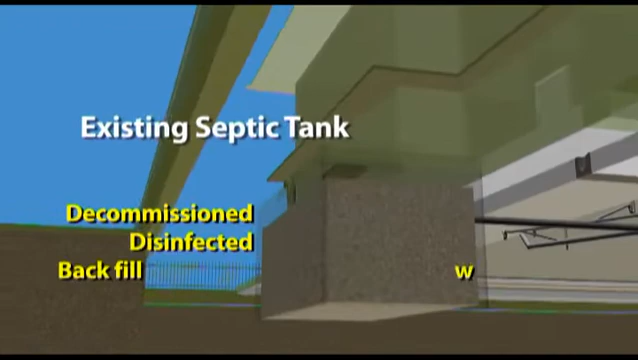 Existing Septic Tank
Decommissioned
Disinfected
Back fill w